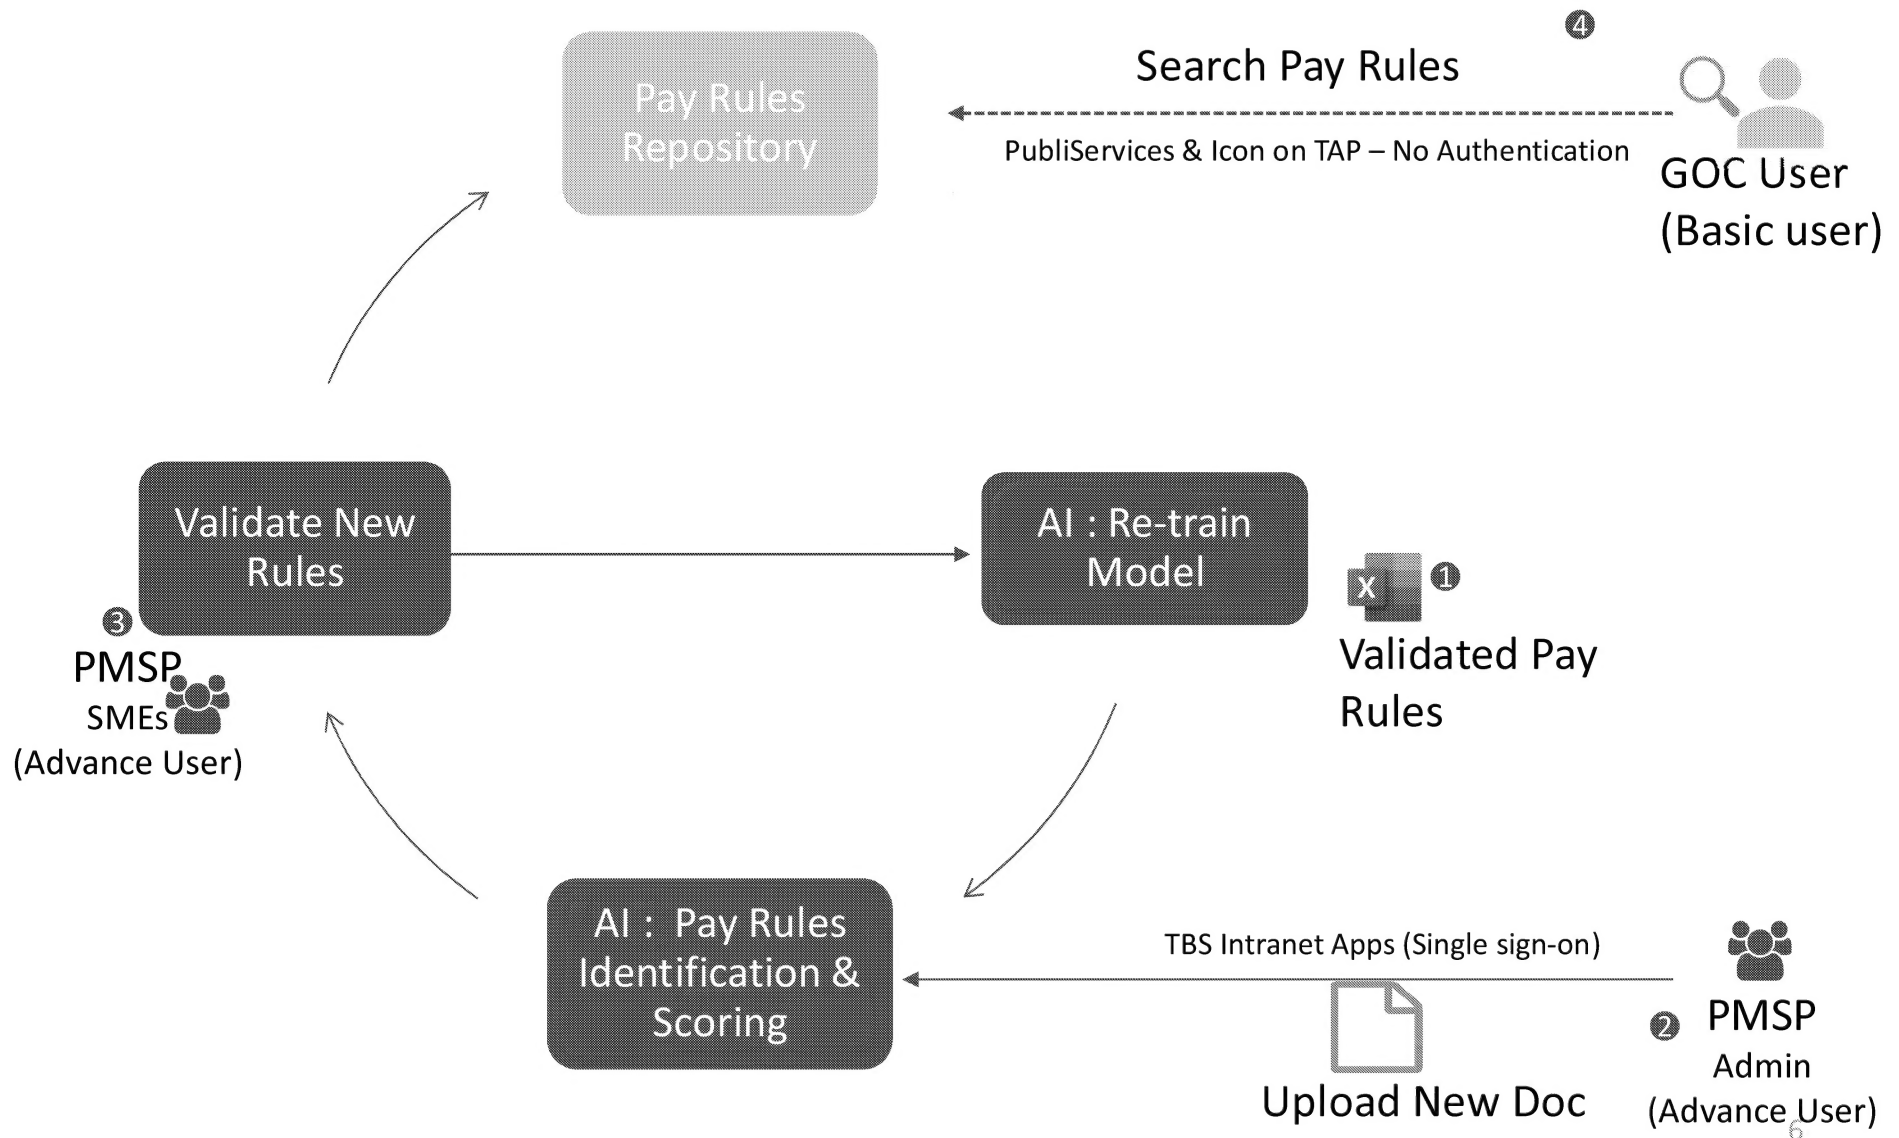 4
Search Pay Rules
Pay Rules
Repository
PubliServices & Icon on TAP – No Authentication
GOC User
(Basic user)
Validate New
Rules
AI : Re-train
Model
X
1
Validated Pay
Rules
3
PMSP
SMEs
(Advance User)
AI : Pay Rules
Identification &
Scoring
TBS Intranet Apps (Single sign-on)
Upload New Doc
2
PMSP
Admin
(Advance User)
6